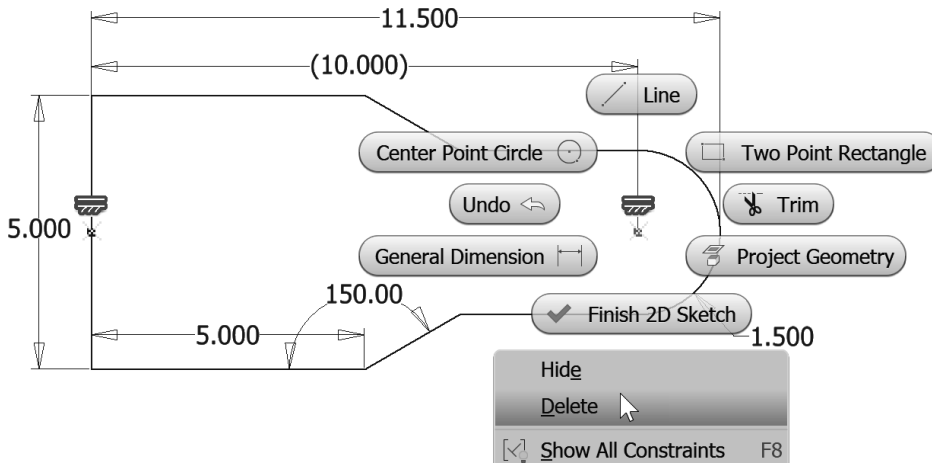 11.500
(10.000)
Line
Center Point Circle
Two Point Rectangle
Undo
Trim
5.000
General Dimension
Project Geometry
150.00
Finish 2D Sketch
5.000
1.500
Hide
Delete
Show All Constraints F8